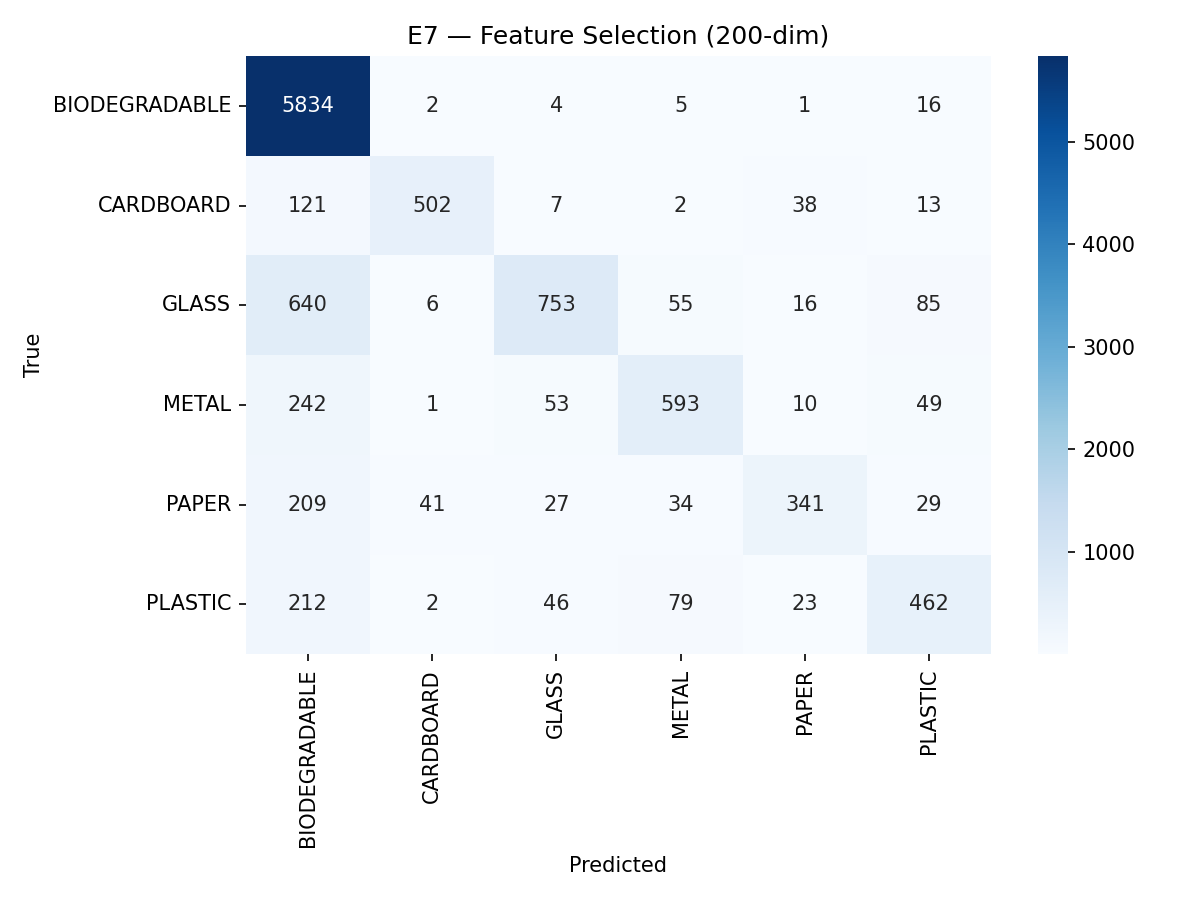 E7 — Feature Selection (200-dim)
BIODEGRADABLE 5834 2 4 5 1 16
CARDBOARD 121 502 7 2 38 13
GLASS 640 6 753 55 16 85
METAL 242 1 53 593 10 49
PAPER 209 41 27 34 341 29
PLASTIC 212 2 46 79 23 462
True
BIODEGRADABLE
CARDBOARD
GLASS
METAL
PAPER
PLASTIC
Predicted
5000
4000
3000
2000
1000